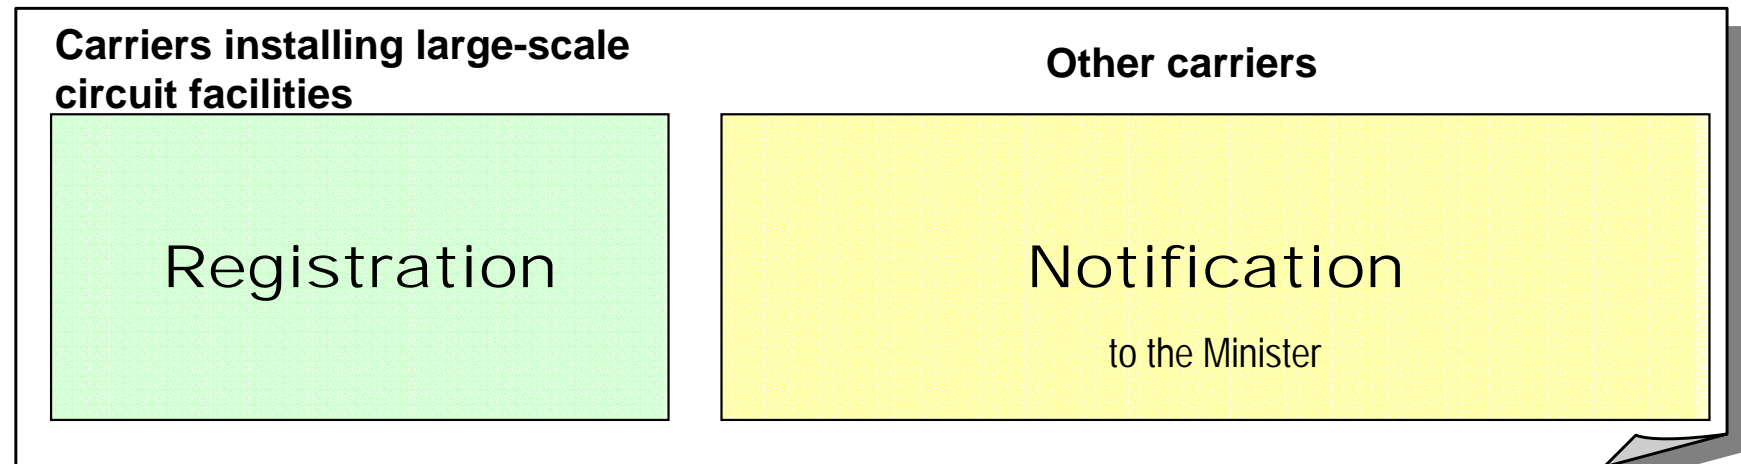 Carriers installing large-scale
circuit facilities
Other carriers
Registration
Notification
to the Minister